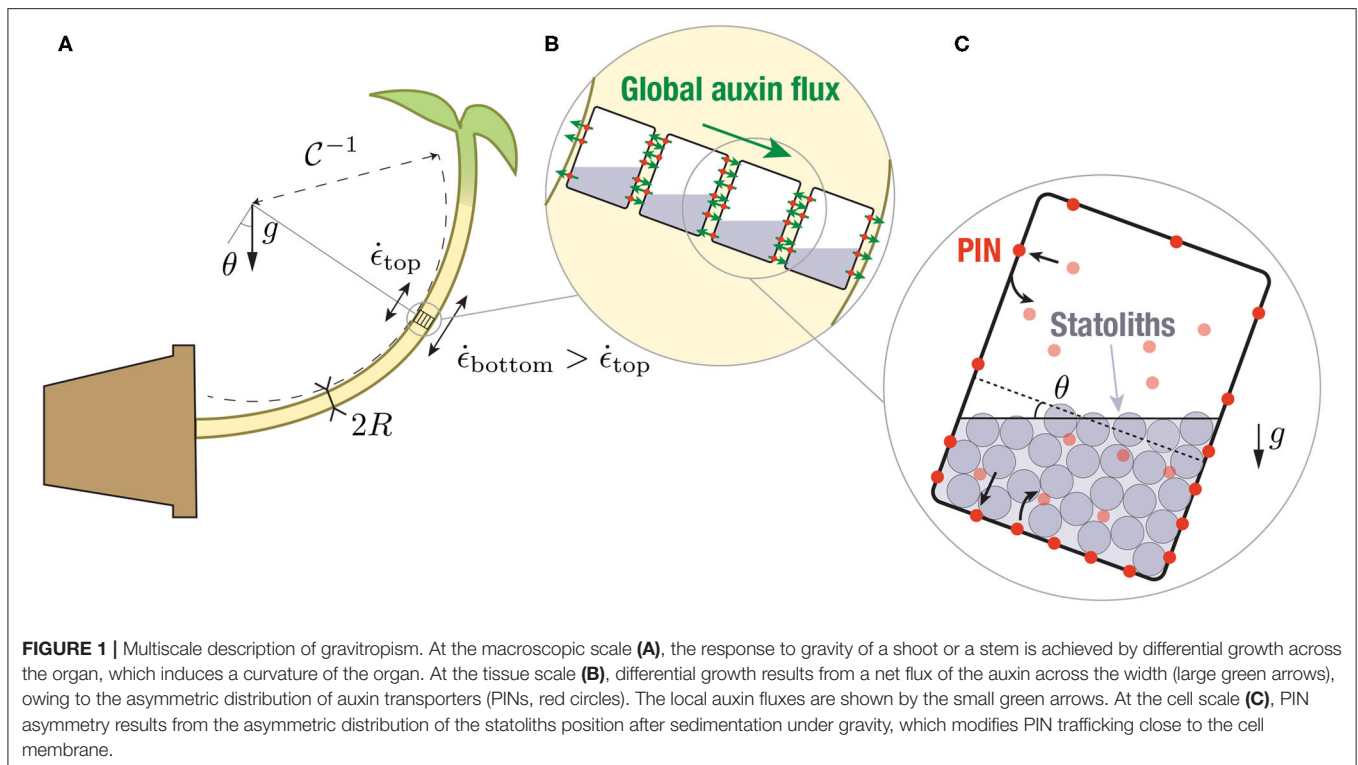 A
B
C
C⁻¹
g
θ
ϵ̇top
ϵ̇bottom > ϵ̇top
2R
Global auxin flux
PIN
Statoliths
θ
g
FIGURE 1 | Multiscale description of gravitropism. At the macroscopic scale (A), the response to gravity of a shoot or a stem is achieved by differential growth across
the organ, which induces a curvature of the organ. At the tissue scale (B), differential growth results from a net flux of the auxin across the width (large green arrows),
owing to the asymmetric distribution of auxin transporters (PINs, red circles). The local auxin fluxes are shown by the small green arrows. At the cell scale (C), PIN
asymmetry results from the asymmetric distribution of the statoliths position after sedimentation under gravity, which modifies PIN trafficking close to the cell
membrane.